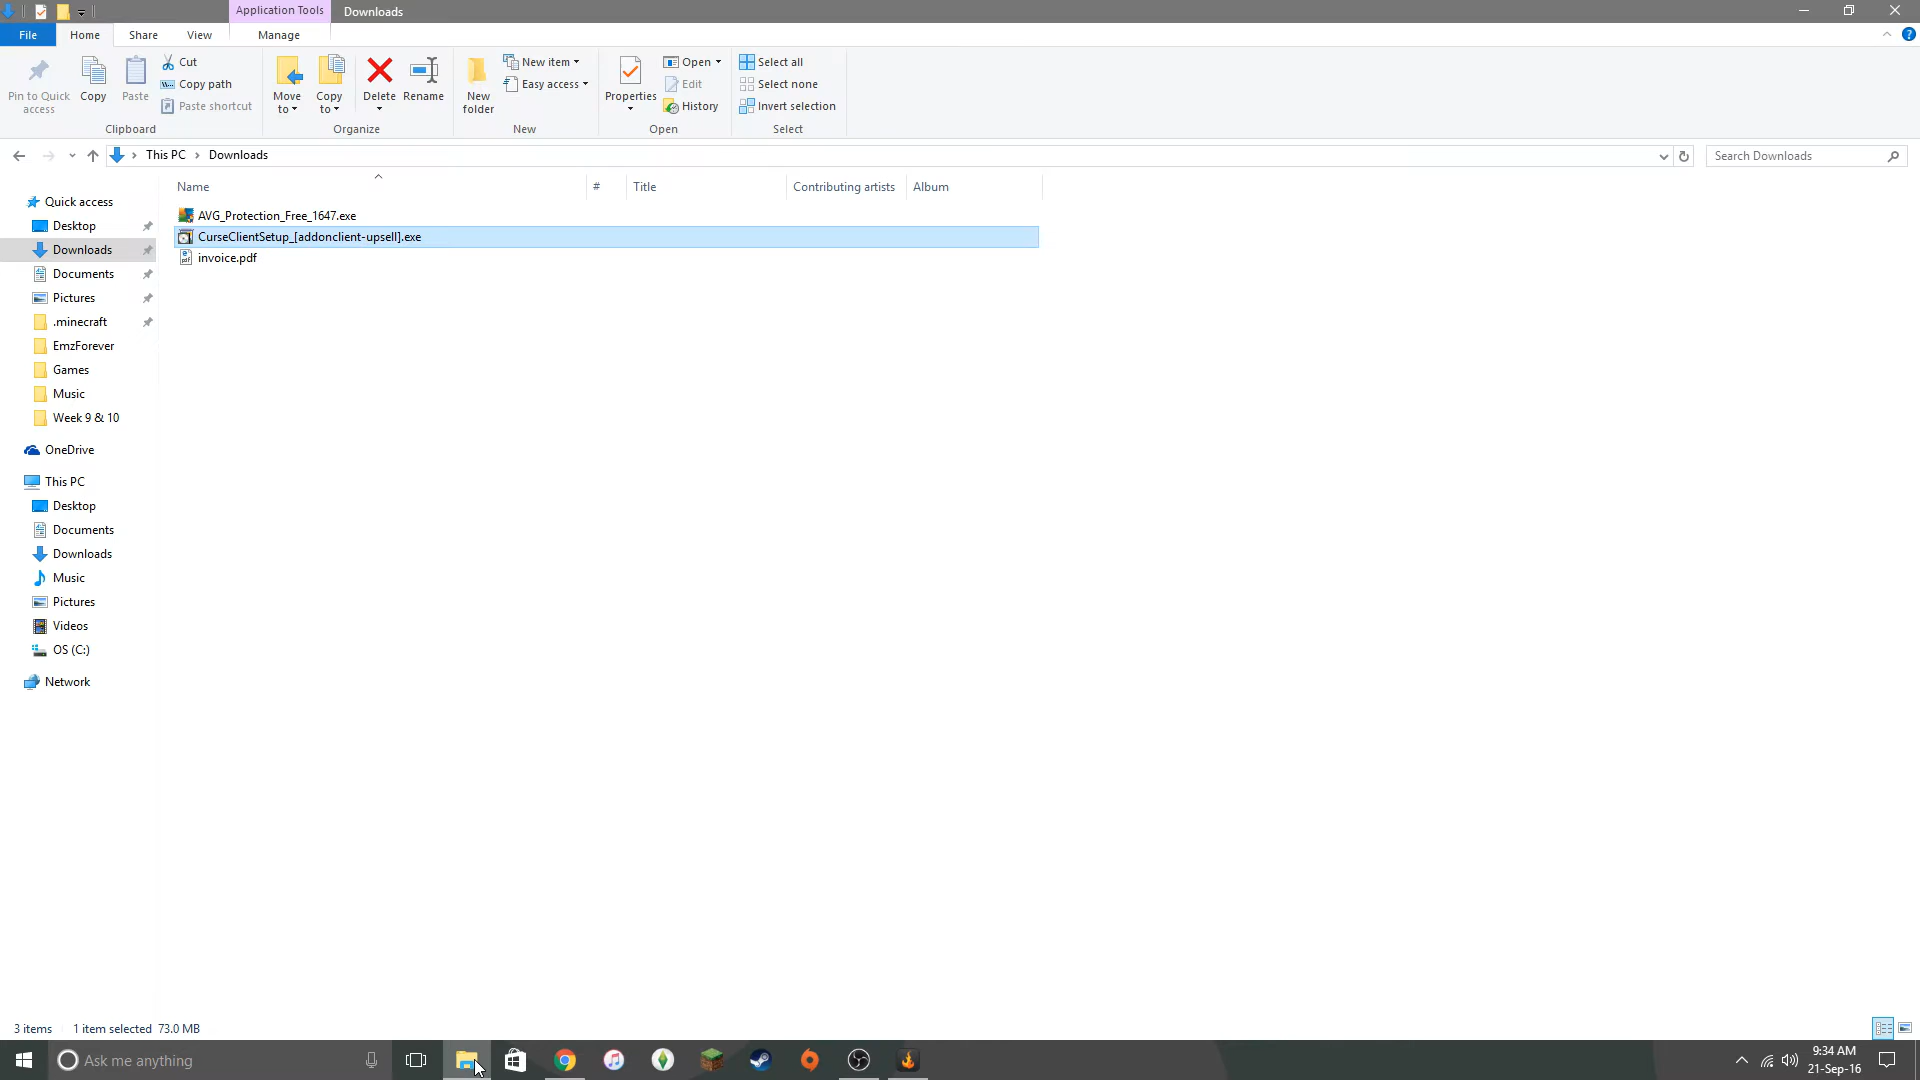 Application Tools
Downloads
File
Home
Share
View
Manage
Pin to Quick access
Copy
Paste
Cut
Copy path
Paste shortcut
Clipboard
Move to
Copy to
Delete
Rename
Organize
New folder
New item
Easy access
New
Properties
Open
Edit
History
Open
Select all
Select none
Invert selection
Select
This PC
Downloads
Search Downloads
Name
#
Title
Contributing artists
Album
AVG_Protection_Free_1647.exe
CurseClientSetup_[addonclient-upsell].exe
invoice.pdf
Quick access
Desktop
Downloads
Documents
Pictures
.minecraft
EmzForever
Games
Music
Week 9 & 10
OneDrive
This PC
Desktop
Documents
Downloads
Music
Pictures
Videos
OS (C:)
Network
3 items
1 item selected 73.0 MB
Ask me anything
9:34 AM
21-Sep-16